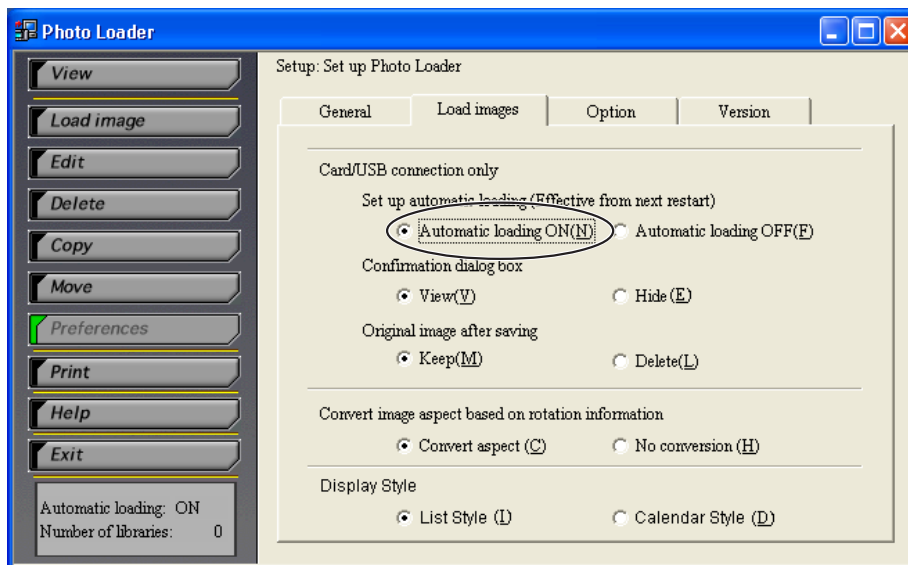 Photo Loader
View
Load image
Edit
Delete
Copy
Move
Preferences
Print
Help
Exit
Automatic loading: ON
Number of libraries: 0
Setup: Set up Photo Loader
General Load images Option Version
Card/USB connection only
Set up automatic loading (Effective from next restart)
Automatic loading ON(N) Automatic loading OFF(F)
Confirmation dialog box
View(V) Hide (E)
Original image after saving
Keep(M) Delete(L)
Convert image aspect based on rotation information
Convert aspect (C) No conversion (H)
Display Style
List Style (I) Calendar Style (D)